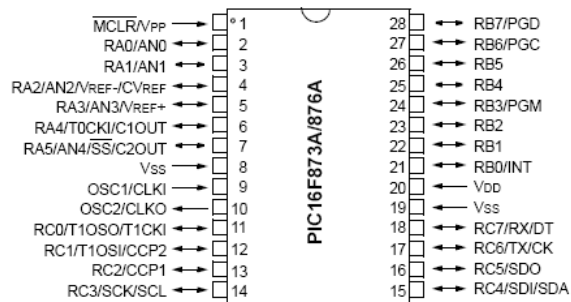 MCLR/VPP 1 28 RB7/PGD
RA0/AN0 2 27 RB6/PGC
RA1/AN1 3 26 RB5
RA2/AN2/VREF-/CVREF 4 25 RB4
RA3/AN3/VREF+ 5 24 RB3/PGM
RA4/T0CKI/C1OUT 6 23 RB2
RA5/AN4/SS/C2OUT 7 22 RB1
VSS 8 21 RB0/INT
OSC1/CLKI 9 20 VDD
OSC2/CLKO 10 19 VSS
RC0/T1OSO/T1CKI 11 18 RC7/RX/DT
RC1/T1OSI/CCP2 12 17 RC6/TX/CK
RC2/CCP1 13 16 RC5/SDO
RC3/SCK/SCL 14 15 RC4/SDI/SDA
PIC16F873A/876A